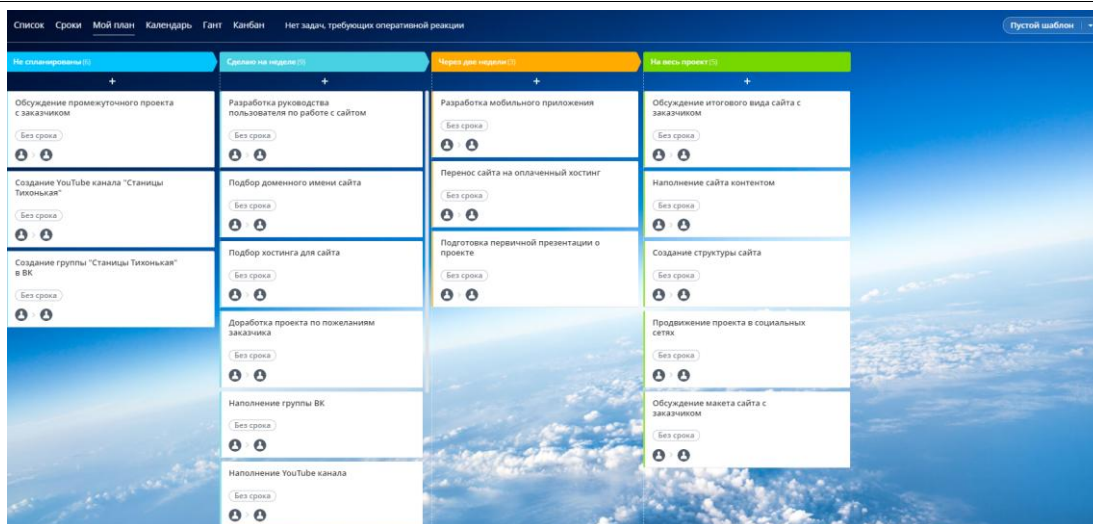 Список Сроки Мой план Календарь Гант Канбан Нет задач, требующих оперативной реакции Пустой шаблон
Не спланированы (6)
+
Обсуждение промежуточного проекта
с заказчиком
Без срока
Создание YouTube канала "Станицы
Тихонькая"
Без срока
Создание группы "Станицы Тихонькая"
в ВК
Без срока
Сделаю на неделе (9)
+
Разработка руководства
пользователя по работе с сайтом
Без срока
Подбор доменного имени сайта
Без срока
Подбор хостинга для сайта
Без срока
Доработка проекта по пожеланиям
заказчика
Без срока
Наполнение группы ВК
Без срока
Наполнение YouTube канала
Без срока
Через две недели (3)
+
Разработка мобильного приложения
Без срока
Перенос сайта на оплаченный хостинг
Без срока
Подготовка первичной презентации о
проекте
Без срока
На весь проект (5)
+
Обсуждение итогового вида сайта с
заказчиком
Без срока
Наполнение сайта контентом
Без срока
Создание структуры сайта
Без срока
Продвижение проекта в социальных
сетях
Без срока
Обсуждение макета сайта с
заказчиком
Без срока